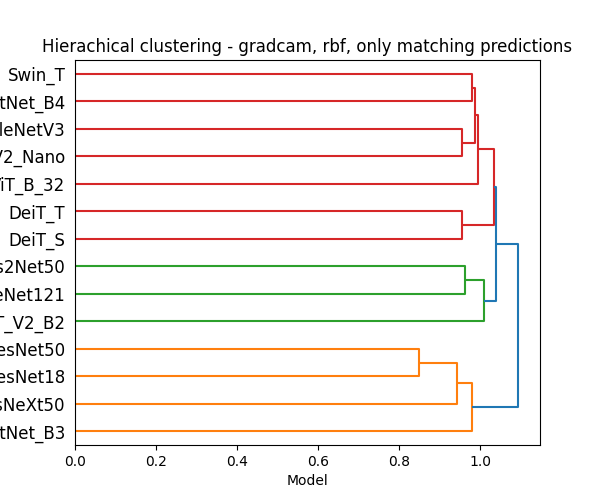 Hierachical clustering - gradcam, rbf, only matching predictions
Swin_T
tNet_B4
leNetV3
V2_Nano
iT_B_32
DeiT_T
DeiT_S
s2Net50
eNet121
T_V2_B2
esNet50
esNet18
sNeXt50
tNet_B3
0.0 0.2 0.4 0.6 0.8 1.0
Model